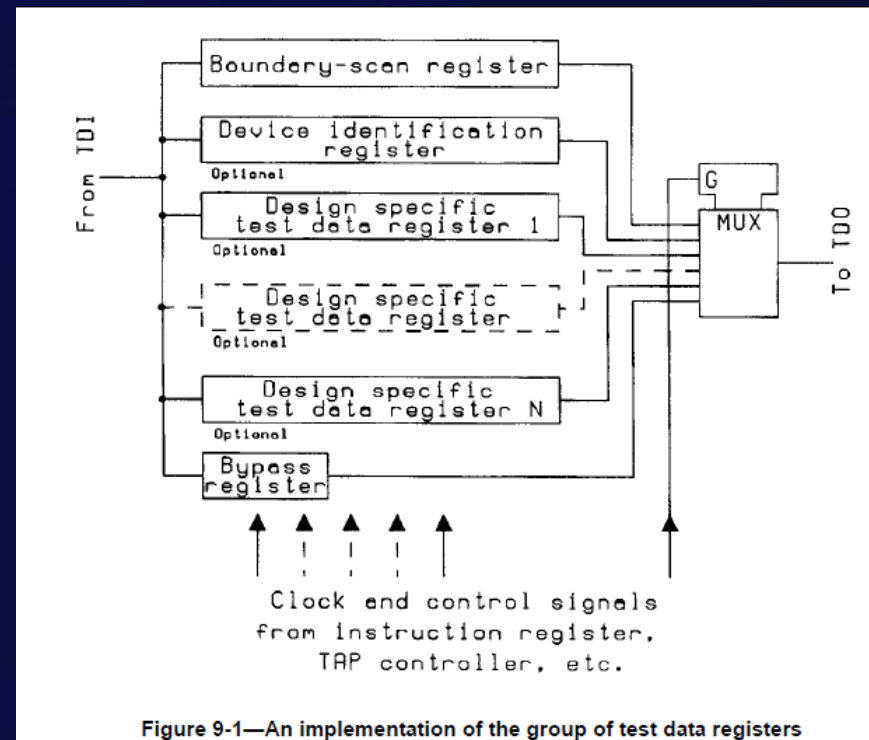 Boundary-scan register
From TDI
Device identification
register
Optional
Design specific
test data register 1
Optional
Design specific
test data register
Optional
Design specific
test data register N
Optional
Bypass
register
G
MUX
To TDO
Clock and control signals
from instruction register,
TAP controller, etc.
Figure 9-1—An implementation of the group of test data registers